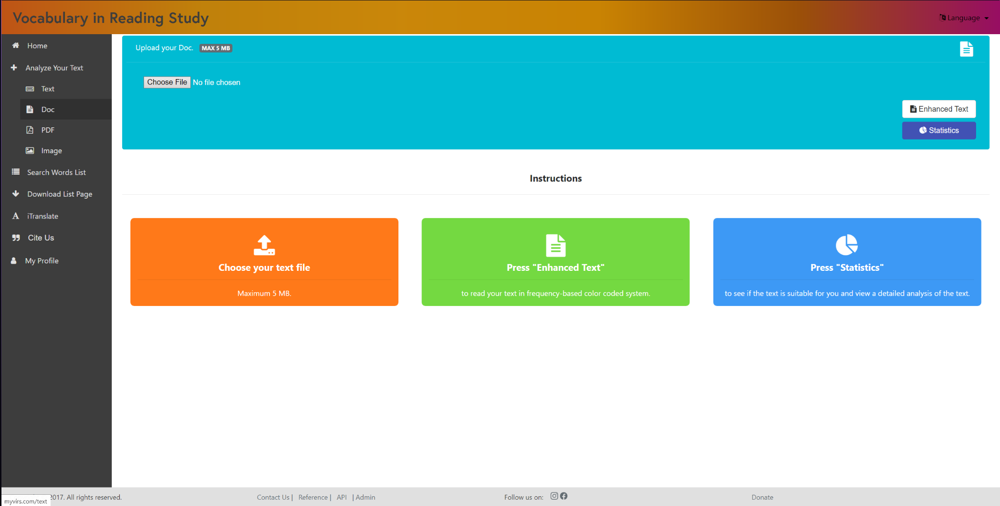 Vocabulary in Reading Study
Language
Home
Analyze Your Text
Text
Doc
PDF
Image
Search Words List
Download List Page
iTranslate
Cite Us
My Profile
Upload your Doc. MAX 5 MB
Choose File No file chosen
Enhanced Text
Statistics
Instructions
Choose your text file
Maximum 5 MB.
Press "Enhanced Text"
to read your text in frequency-based color coded system.
Press "Statistics"
to see if the text is suitable for you and view a detailed analysis of the text.
2017. All rights reserved.
Contact Us | Reference | API | Admin
Follow us on:
Donate
myvirs.com/text